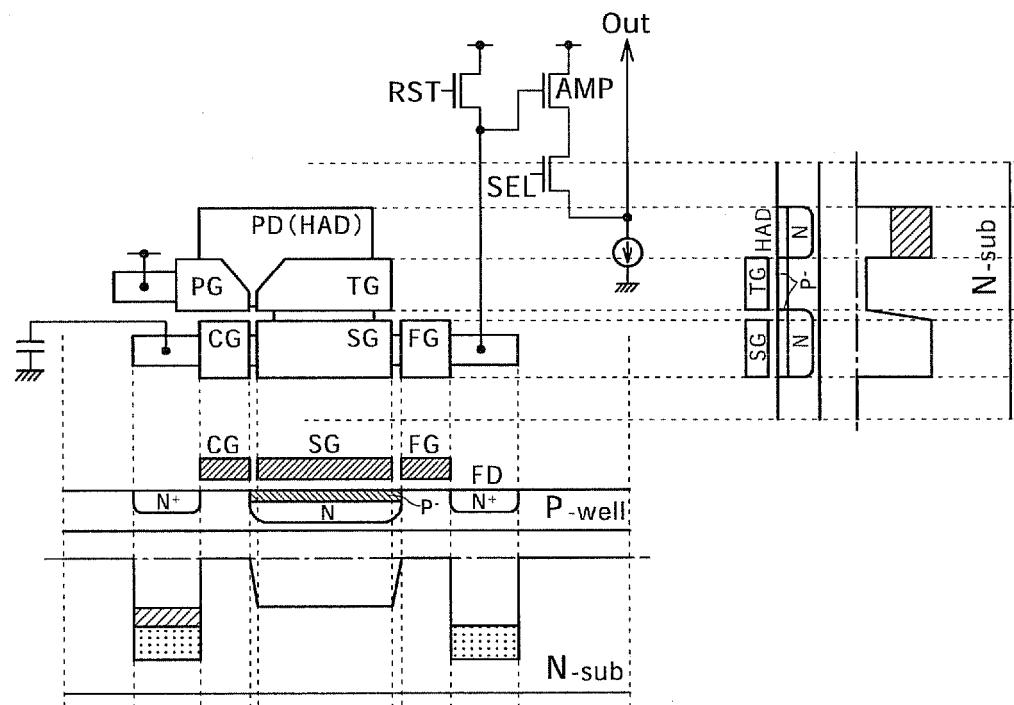 Out
RST
AMP
SEL
PD(HAD)
PG
TG
CG
SG
FG
HAD
N
TG
P-
SG
N
N-sub
CG
SG
FG
FD
N+
N
P-
N+
P-well
N-sub